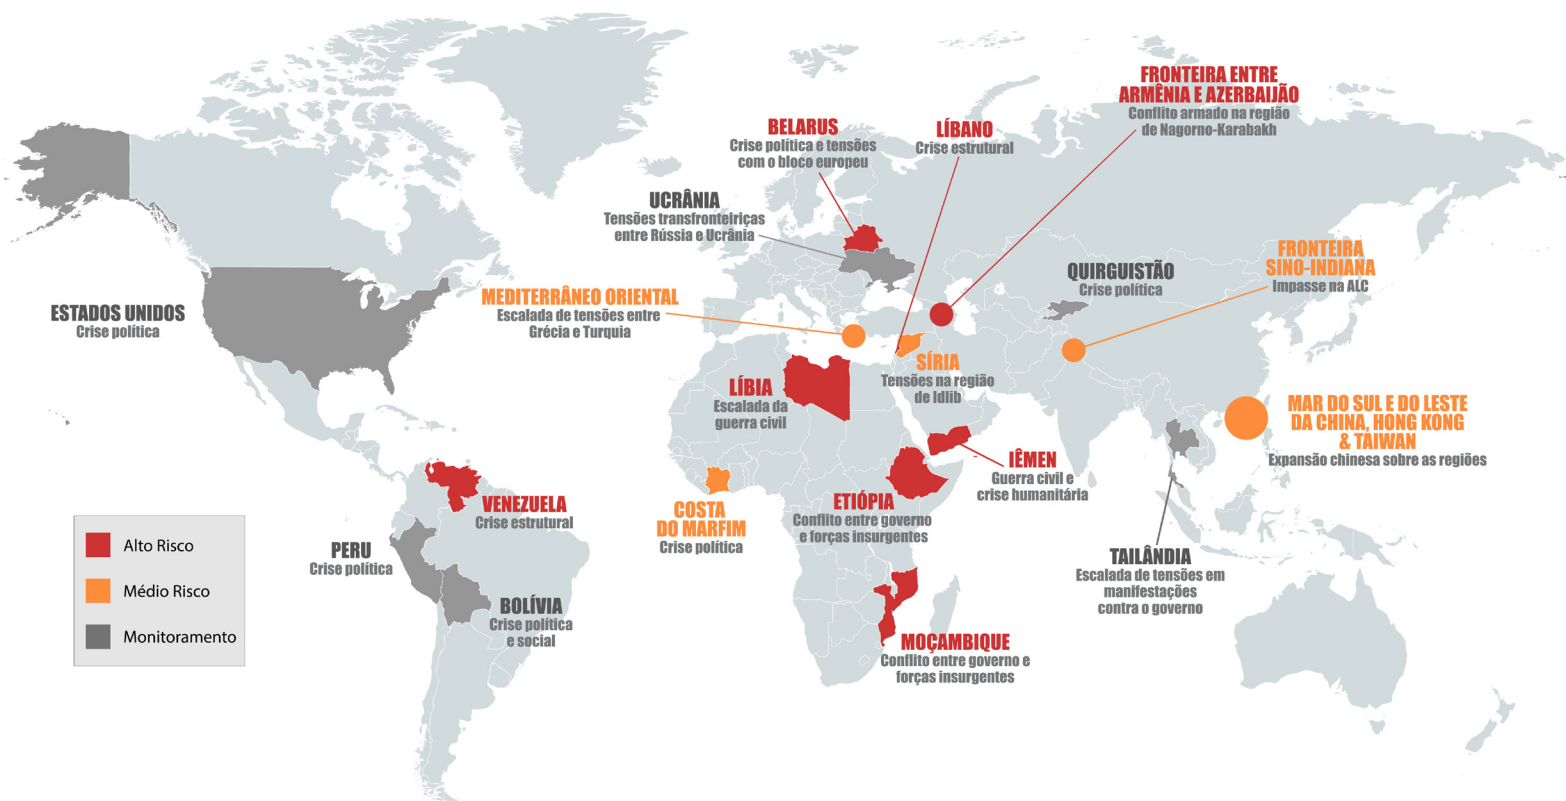 FRONTEIRA ENTRE
ARMÊNIA E AZERBAIJÃO
Conflito armado na região
de Nagorno-Karabakh
BELARUS
Crise política e tensões
com o bloco europeu
LÍBANO
Crise estrutural
UCRÂNIA
Tensões transfronteiriças
entre Rússia e Ucrânia
FRONTEIRA
SINO-INDIANA
Impasse na ALC
QUIRGUISTÃO
Crise política
MEDITERRÂNEO ORIENTAL
Escalada de tensões entre
Grécia e Turquia
ESTADOS UNIDOS
Crise política
SÍRIA
Tensões na região
de Idlib
LÍBIA
Escalada da
guerra civil
MAR DO SUL E DO LESTE
DA CHINA, HONG KONG
& TAIWAN
Expansão chinesa sobre as regiões
IÊMEN
Guerra civil e
crise humanitária
VENEZUELA
Crise estrutural
ETIÓPIA
Conflito entre governo
e forças insurgentes
COSTA
DO MARFIM
Crise política
PERU
Crise política
TAILÂNDIA
Escalada de tensões em
manifestações
contra o governo
BOLÍVIA
Crise política
e social
MOÇAMBIQUE
Conflito entre governo e
forças insurgentes
Alto Risco
Médio Risco
Monitoramento